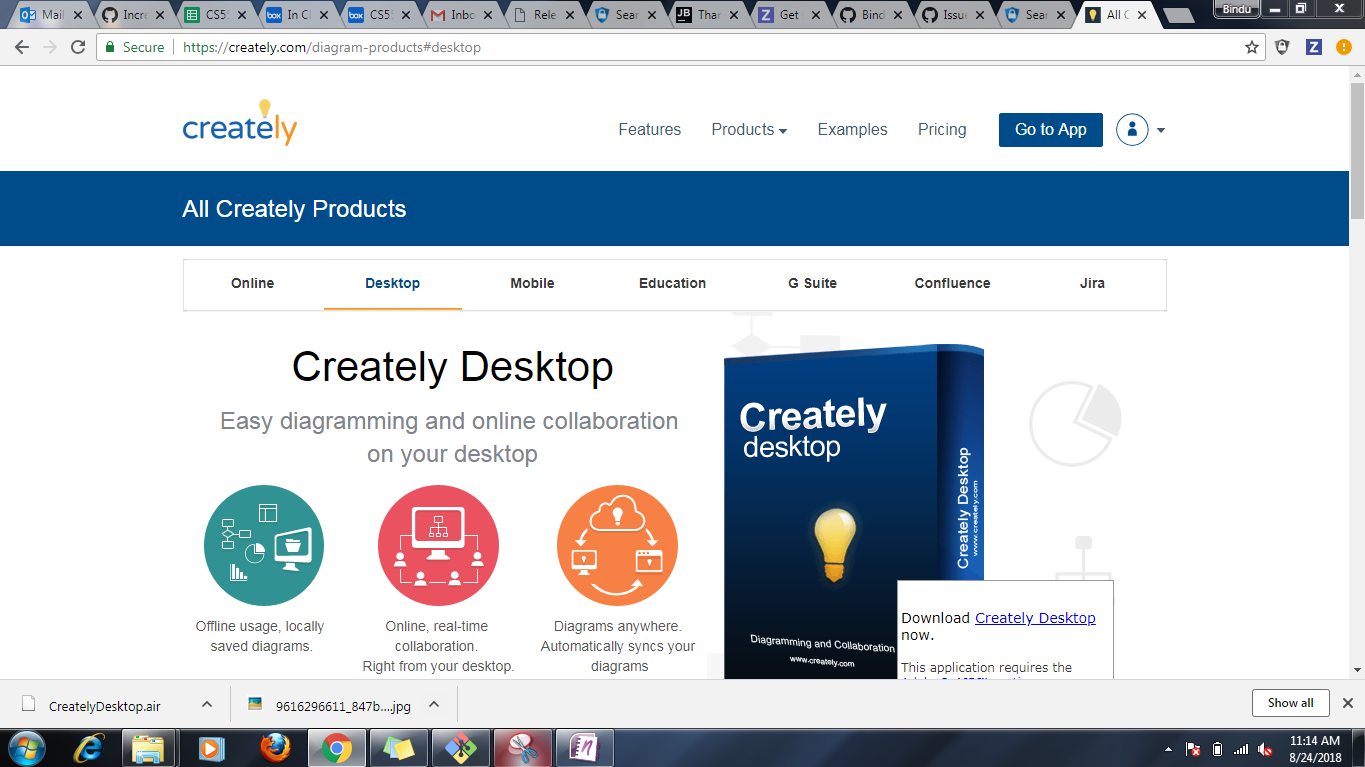 Mail
Incre
CS5
In Cl
CS5
Inbo
Rele
Sear
Than
Get
Bind
Issue
Sear
All C
Bindu
Secure
https://creately.com/diagram-products#desktop
creately
Features
Products
Examples
Pricing
Go to App
All Creately Products
Online
Desktop
Mobile
Education
G Suite
Confluence
Jira
Creately Desktop
Easy diagramming and online collaboration
on your desktop
Offline usage, locally
saved diagrams.
Online, real-time
collaboration.
Right from your desktop.
Diagrams anywhere.
Automatically syncs your
diagrams
Creately
desktop
Diagramming and Collaboration
www.creately.com
Creately Desktop
www.creately.com
Download Creately Desktop
now.
This application requires the
CreatelyDesktop.air
9616296611_847b....jpg
Show all
11:14 AM
8/24/2018